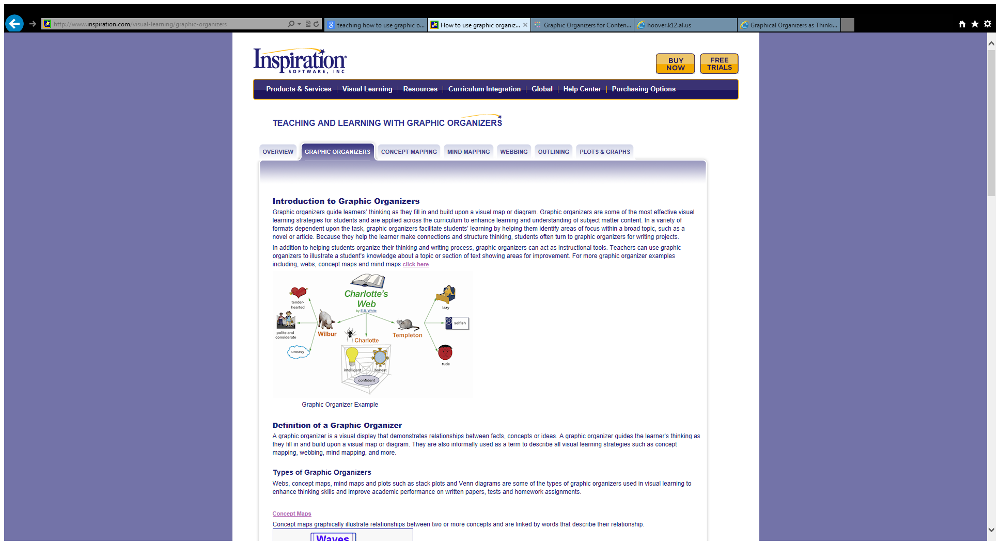 http://www.inspiration.com/visual-learning/graphic-organizers
teaching how to use graphic o...
How to use graphic organiz...
Graphic Organizers for Conten...
hoover.k12.al.us
Graphical Organizers as Thinki...
Inspiration®
SOFTWARE, INC
BUY NOW
FREE TRIALS
Products & Services | Visual Learning | Resources | Curriculum Integration | Global | Help Center | Purchasing Options
TEACHING AND LEARNING WITH GRAPHIC ORGANIZERS
OVERVIEW
GRAPHIC ORGANIZERS
CONCEPT MAPPING
MIND MAPPING
WEBBING
OUTLINING
PLOTS & GRAPHS
Introduction to Graphic Organizers
Graphic organizers guide learners’ thinking as they fill in and build upon a visual map or diagram. Graphic organizers are some of the most effective visual
learning strategies for students and are applied across the curriculum to enhance learning and understanding of subject matter content. In a variety of
formats dependent upon the task, graphic organizers facilitate students’ learning by helping them identify areas of focus within a broad topic, such as a
novel or article. Because they help the learner make connections and structure thinking, students often turn to graphic organizers for writing projects.
In addition to helping students organize their thinking and writing process, graphic organizers can act as instructional tools. Teachers can use graphic
organizers to illustrate a student’s knowledge about a topic or section of text showing areas for improvement. For more graphic organizer examples
including, webs, concept maps and mind maps click here
Charlotte’s
Web
by E.B. White
tender-
hearted
polite and
considerate
uneasy
Wilbur
Charlotte
intelligent
honest
confident
Templeton
lazy
selfish
rude
Graphic Organizer Example
Definition of a Graphic Organizer
A graphic organizer is a visual display that demonstrates relationships between facts, concepts or ideas. A graphic organizer guides the learner’s thinking as
they fill in and build upon a visual map or diagram. They are also informally used as a term to describe all visual learning strategies such as concept
mapping, webbing, mind mapping, and more.
Types of Graphic Organizers
Webs, concept maps, mind maps and plots such as stack plots and Venn diagrams are some of the types of graphic organizers used in visual learning to
enhance thinking skills and improve academic performance on written papers, tests and homework assignments.
Concept Maps
Concept maps graphically illustrate relationships between two or more concepts and are linked by words that describe their relationship.
Waves